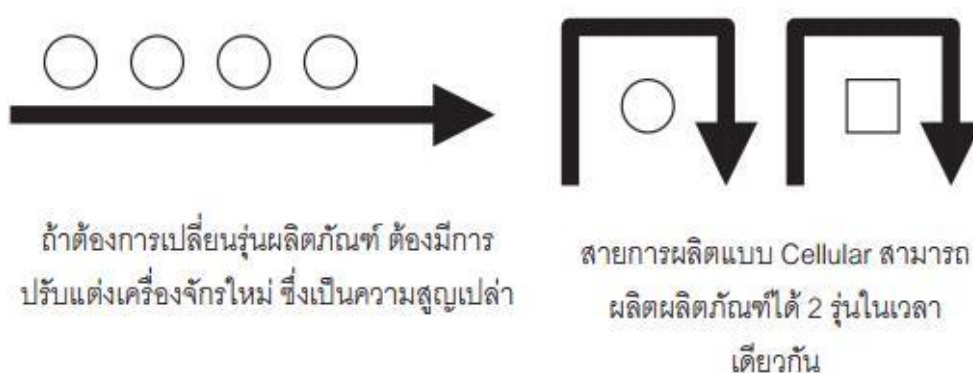 ถ้าต้องการเปลี่ยนรุ่นผลิตภัณฑ์ ต้องมีการ
ปรับแต่งเครื่องจักรใหม่ ซึ่งเป็นความสูญเปล่า
สายการผลิตแบบ Cellular สามารถ
ผลิตผลิตภัณฑ์ได้ 2 รุ่นในเวลา
เดียวกัน